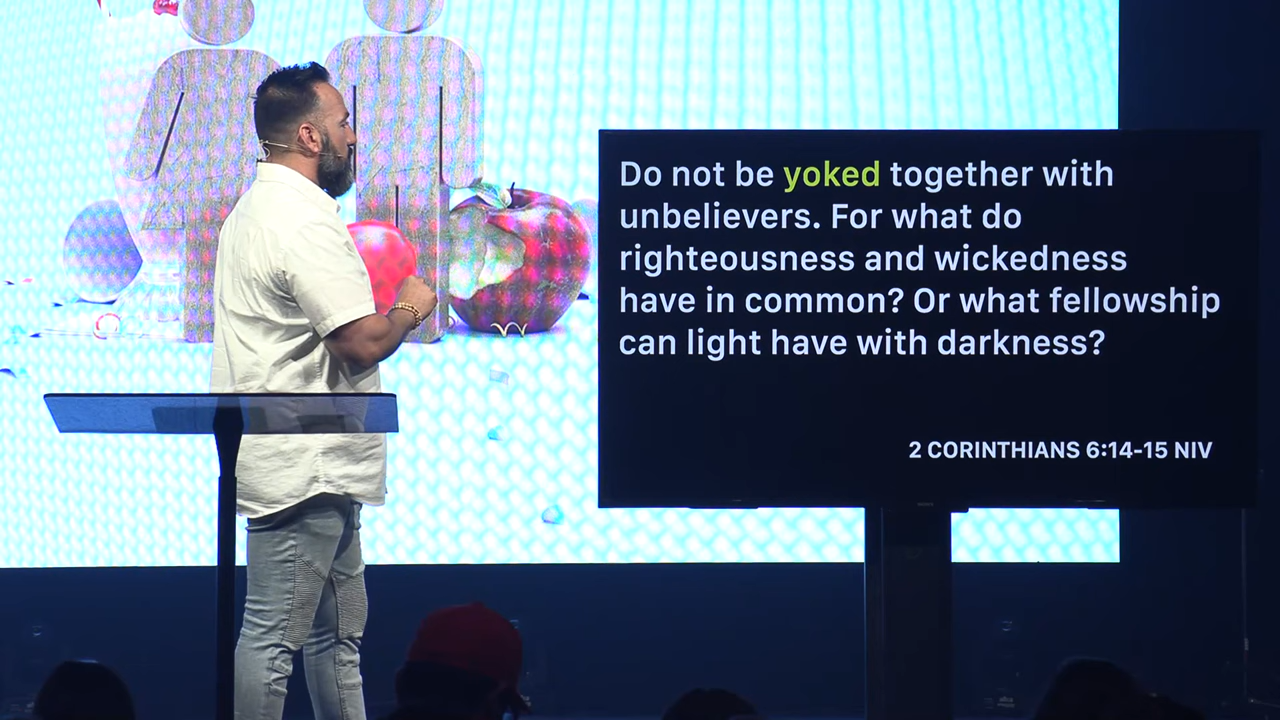 Do not be yoked together with
unbelievers. For what do
righteousness and wickedness
have in common? Or what fellowship
can light have with darkness?
2 CORINTHIANS 6:14-15 NIV